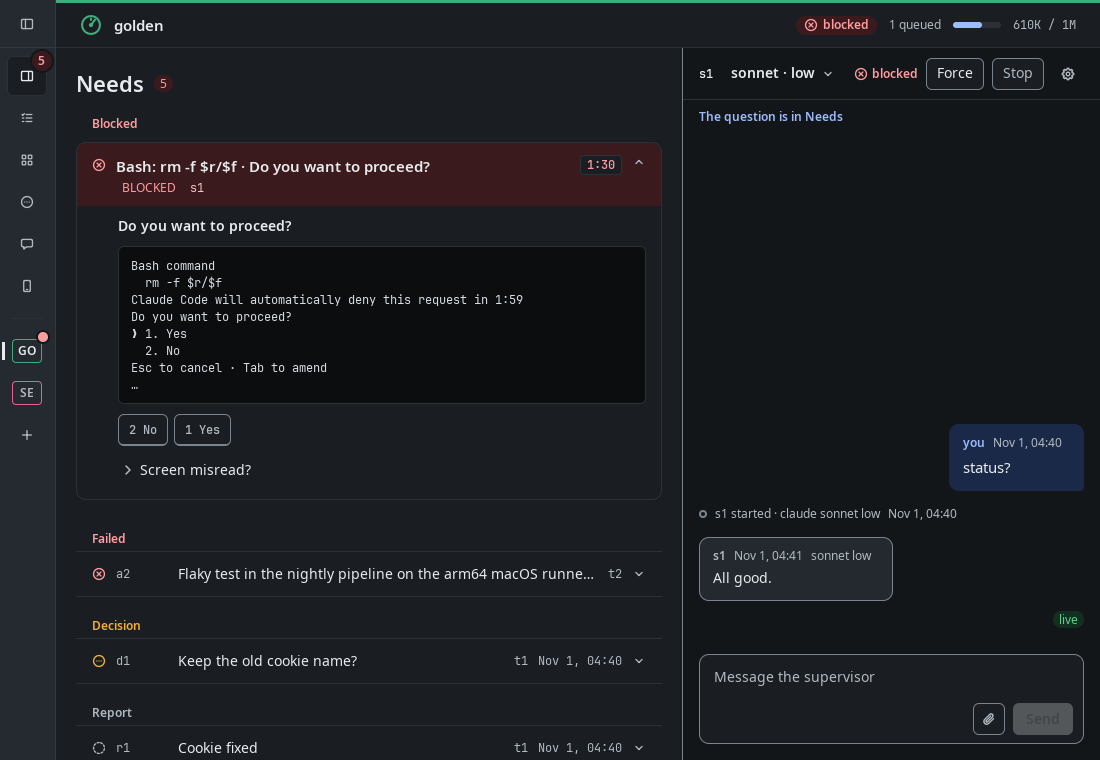 golden
blocked
1 queued
610K / 1M
5
Needs 5
Blocked
Bash: rm -f $r/$f · Do you want to proceed?
1:30
BLOCKED s1
Do you want to proceed?
Bash command
rm -f $r/$f
Claude Code will automatically deny this request in 1:59
Do you want to proceed?
❯ 1. Yes
2. No
Esc to cancel · Tab to amend
…
2 No
1 Yes
Screen misread?
Failed
a2 Flaky test in the nightly pipeline on the arm64 macOS runne… t2
Decision
d1 Keep the old cookie name? t1 Nov 1, 04:40
Report
r1 Cookie fixed t1 Nov 1, 04:40
GO
SE
s1 sonnet · low
blocked
Force
Stop
The question is in Needs
you Nov 1, 04:40
status?
s1 started · claude sonnet low Nov 1, 04:40
s1 Nov 1, 04:41 sonnet low
All good.
live
Message the supervisor
Send